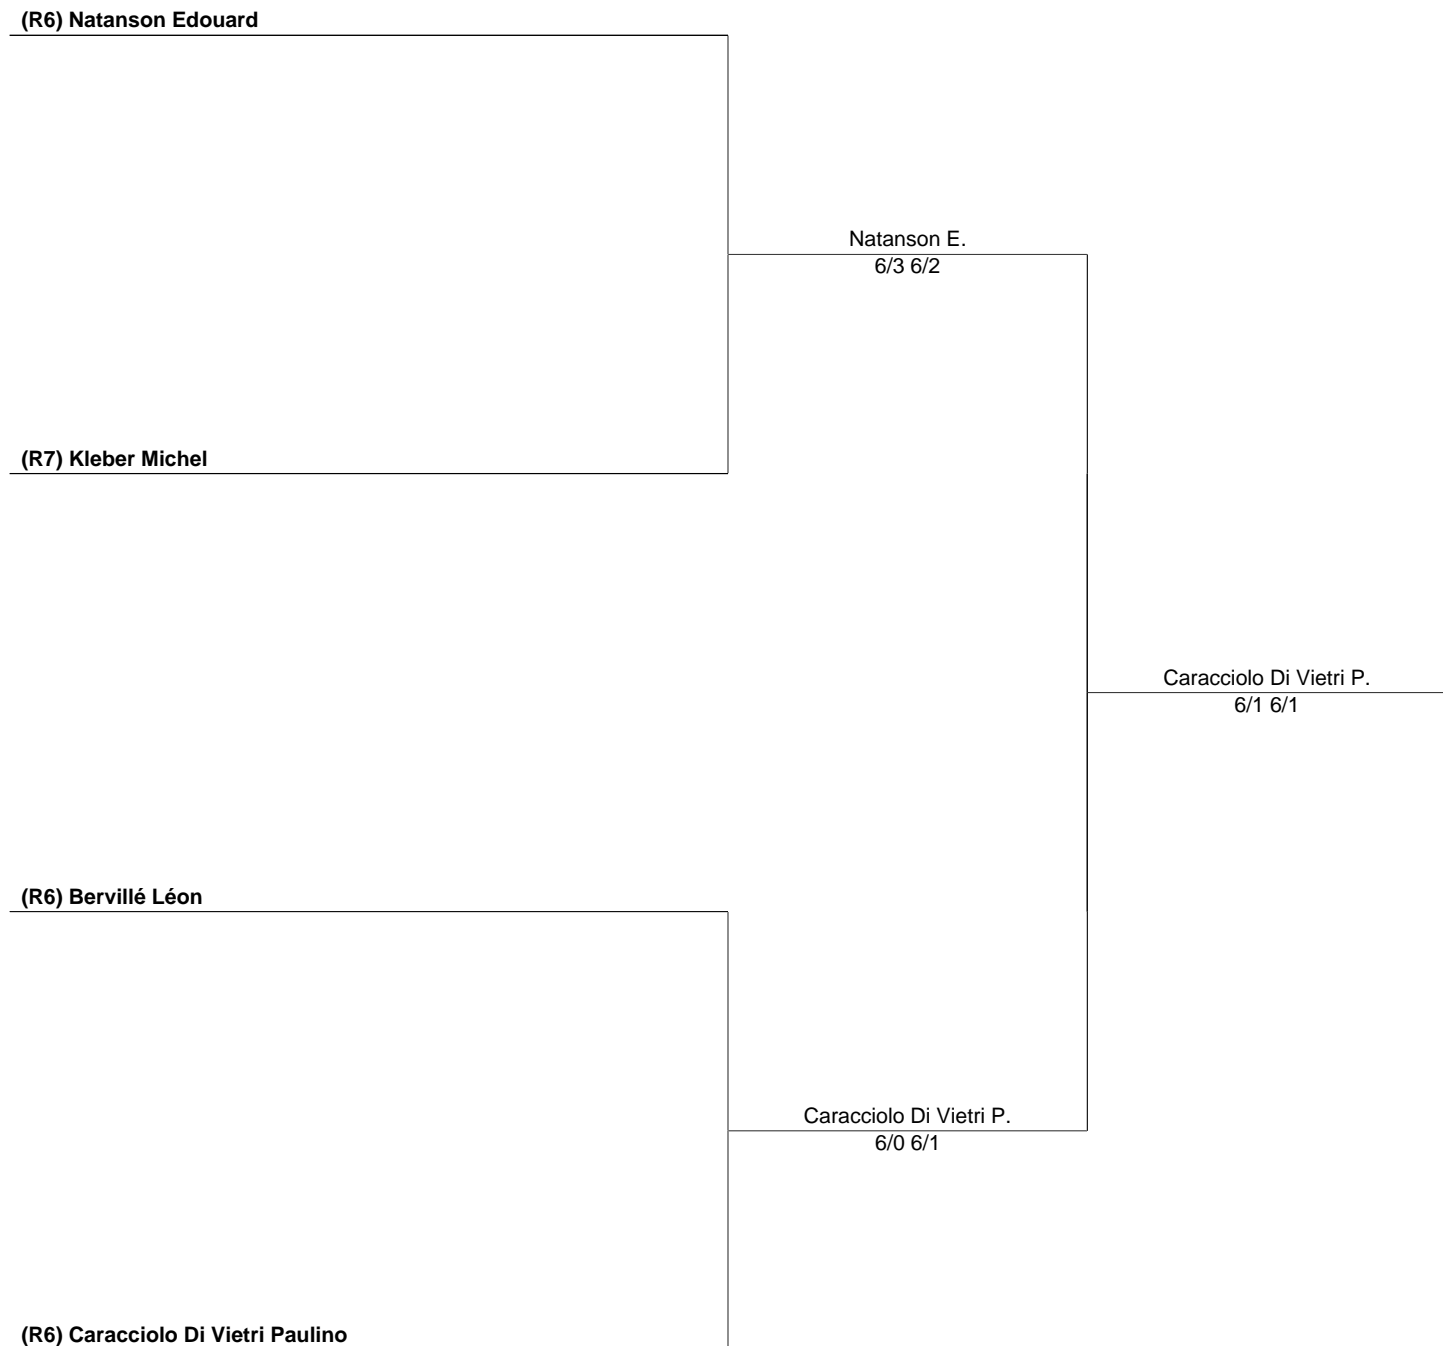 (R6) Natanson Edouard
Natanson E.
6/3 6/2
(R7) Kleber Michel
Caracciolo Di Vietri P.
6/1 6/1
(R6) Bervillé Léon
Caracciolo Di Vietri P.
6/0 6/1
(R6) Caracciolo Di Vietri Paulino